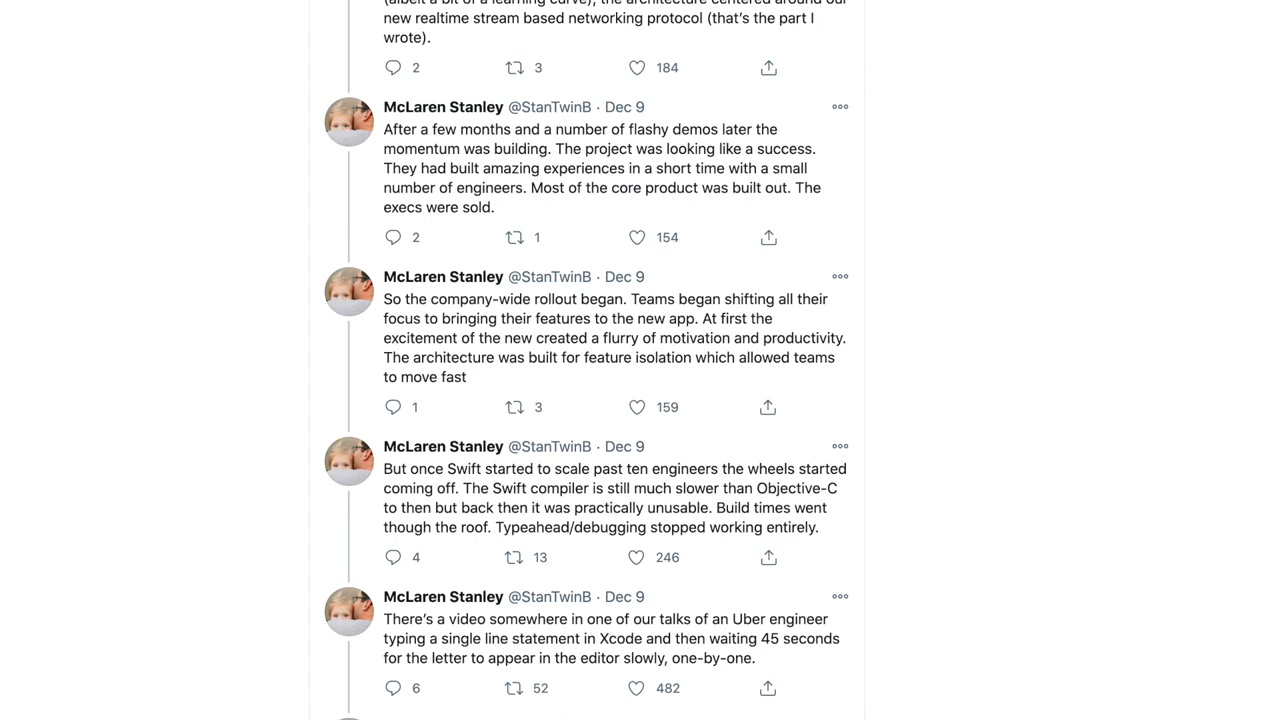 (albeit a bit of a learning curve), the architecture centered around our
new realtime stream based networking protocol (that's the part I
wrote).
2 3 184
McLaren Stanley @StanTwinB · Dec 9
After a few months and a number of flashy demos later the
momentum was building. The project was looking like a success.
They had built amazing experiences in a short time with a small
number of engineers. Most of the core product was built out. The
execs were sold.
2 1 154
McLaren Stanley @StanTwinB · Dec 9
So the company-wide rollout began. Teams began shifting all their
focus to bringing their features to the new app. At first the
excitement of the new created a flurry of motivation and productivity.
The architecture was built for feature isolation which allowed teams
to move fast
1 3 159
McLaren Stanley @StanTwinB · Dec 9
But once Swift started to scale past ten engineers the wheels started
coming off. The Swift compiler is still much slower than Objective-C
to then but back then it was practically unusable. Build times went
though the roof. Typeahead/debugging stopped working entirely.
4 13 246
McLaren Stanley @StanTwinB · Dec 9
There's a video somewhere in one of our talks of an Uber engineer
typing a single line statement in Xcode and then waiting 45 seconds
for the letter to appear in the editor slowly, one-by-one.
6 52 482